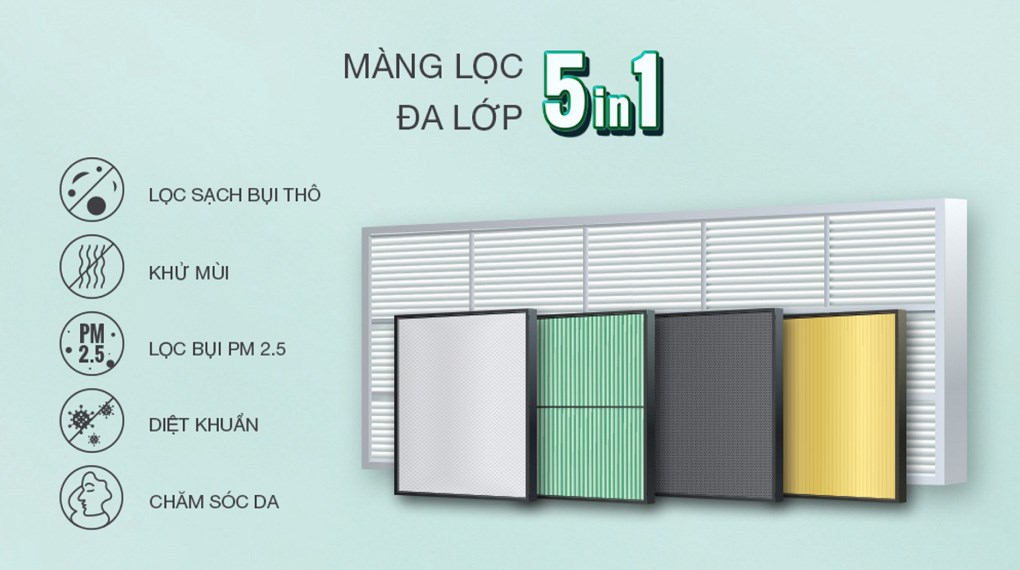 MÀNG LỌC
ĐA LỚP
5in1
LỌC SẠCH BỤI THÔ
KHỬ MÙI
PM
2.5
LỌC BỤI PM 2.5
DIỆT KHUẨN
CHĂM SÓC DA